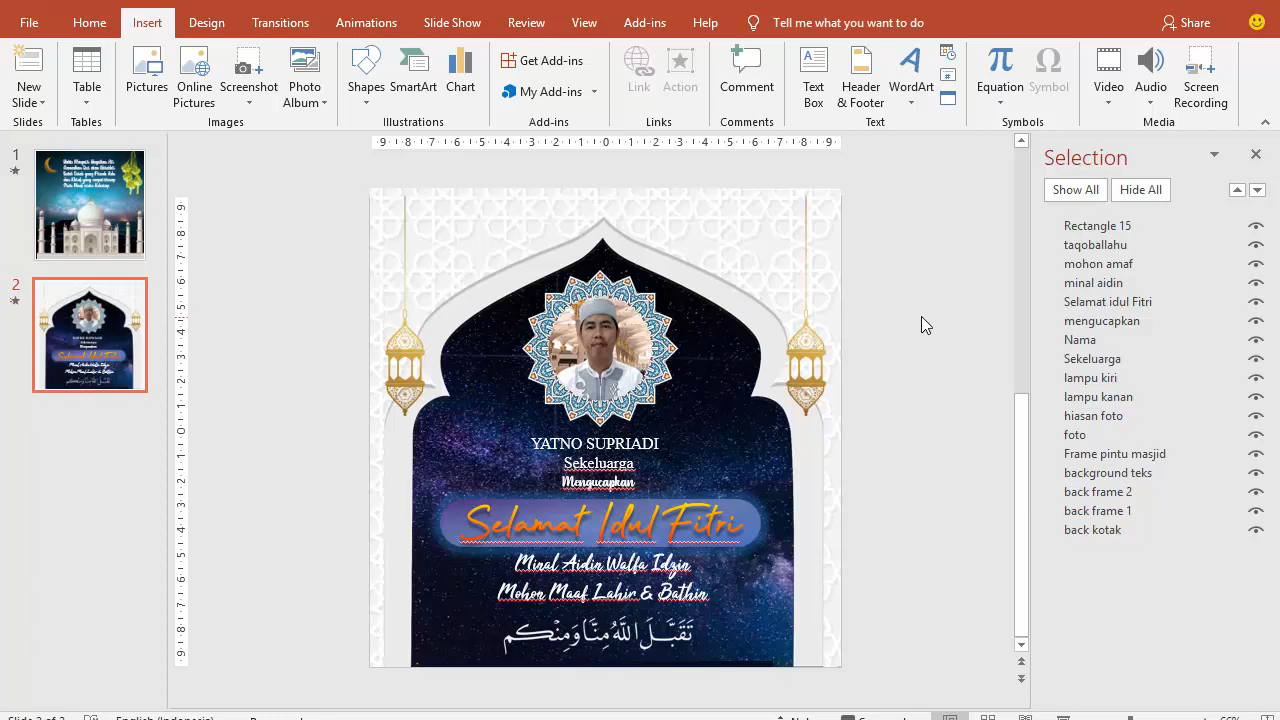 File Home Insert Design Transitions Animations Slide Show Review View Add-ins Help Tell me what you want to do Share
New Slide
Table
Pictures
Online Pictures
Screenshot
Photo Album
Shapes
SmartArt
Chart
Get Add-ins
My Add-ins
Link
Action
Comment
Text Box
Header & Footer
WordArt
Equation
Symbol
Video
Audio
Screen Recording
Slides Tables Images Illustrations Add-ins Links Comments Text Symbols Media
1
2
YATNO SUPRIADI
Sekeluarga
Mengucapkan
Selamat Idul Fitri
Minal Aidin Walfa Idzin
Mohon Maaf Lahir & Bathin
تَقَبَّلَ اللَّهُ مِنَّا وَمِنْكُم
Selection
Show All Hide All
Rectangle 15
taqoballahu
mohon amaf
minal aidin
Selamat idul Fitri
mengucapkan
Nama
Sekeluarga
lampu kiri
lampu kanan
hiasan foto
foto
Frame pintu masjid
background teks
back frame 2
back frame 1
back kotak